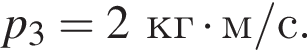 p₃ = 2 кг · м/с.